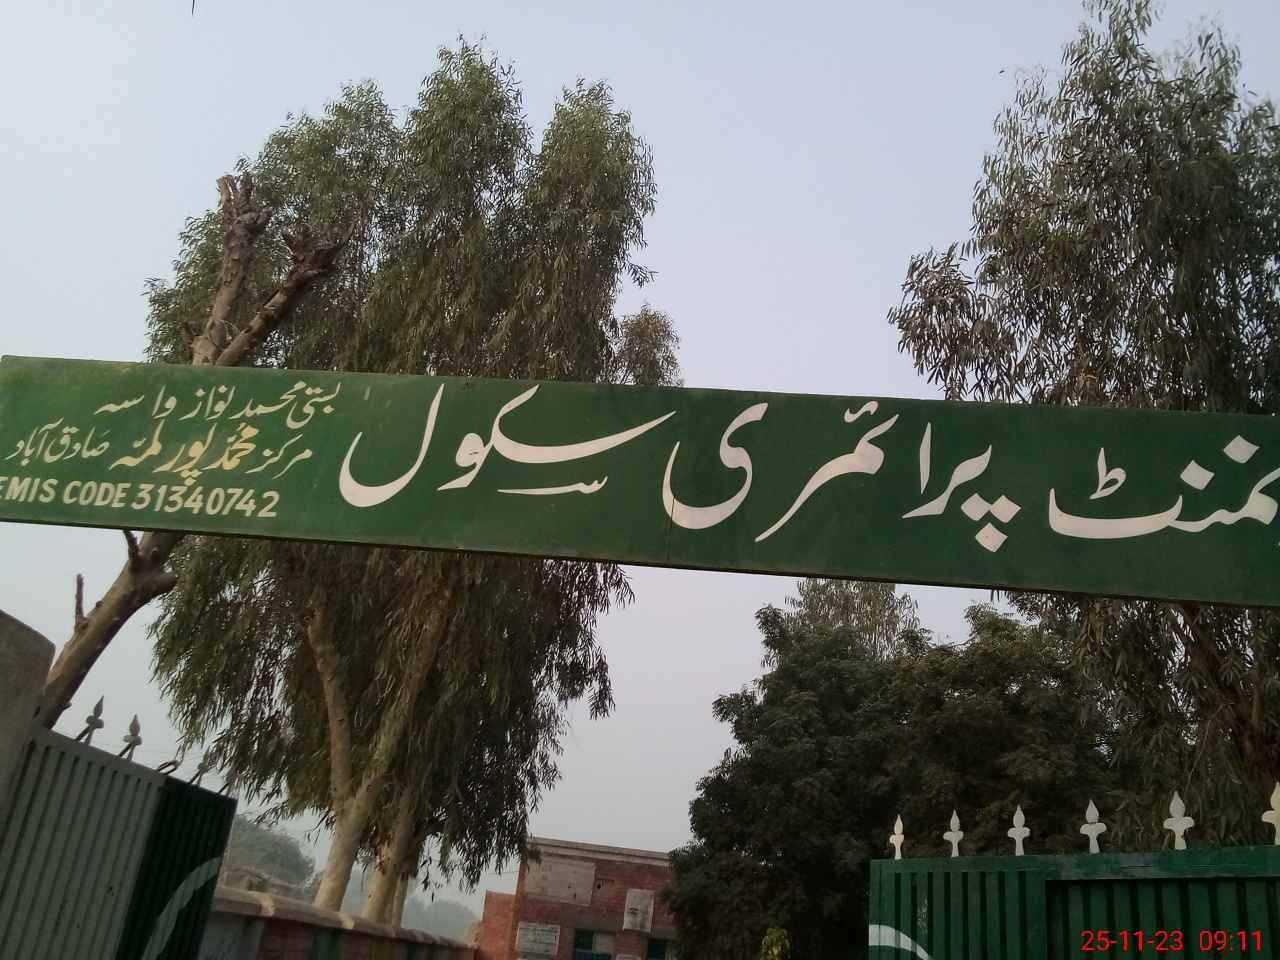 پرائمری سکول
بستی محمد نواز واسہ
مرکز محمد پور لمہ صادق آباد
EMIS CODE 31340742
25-11-23 09:11